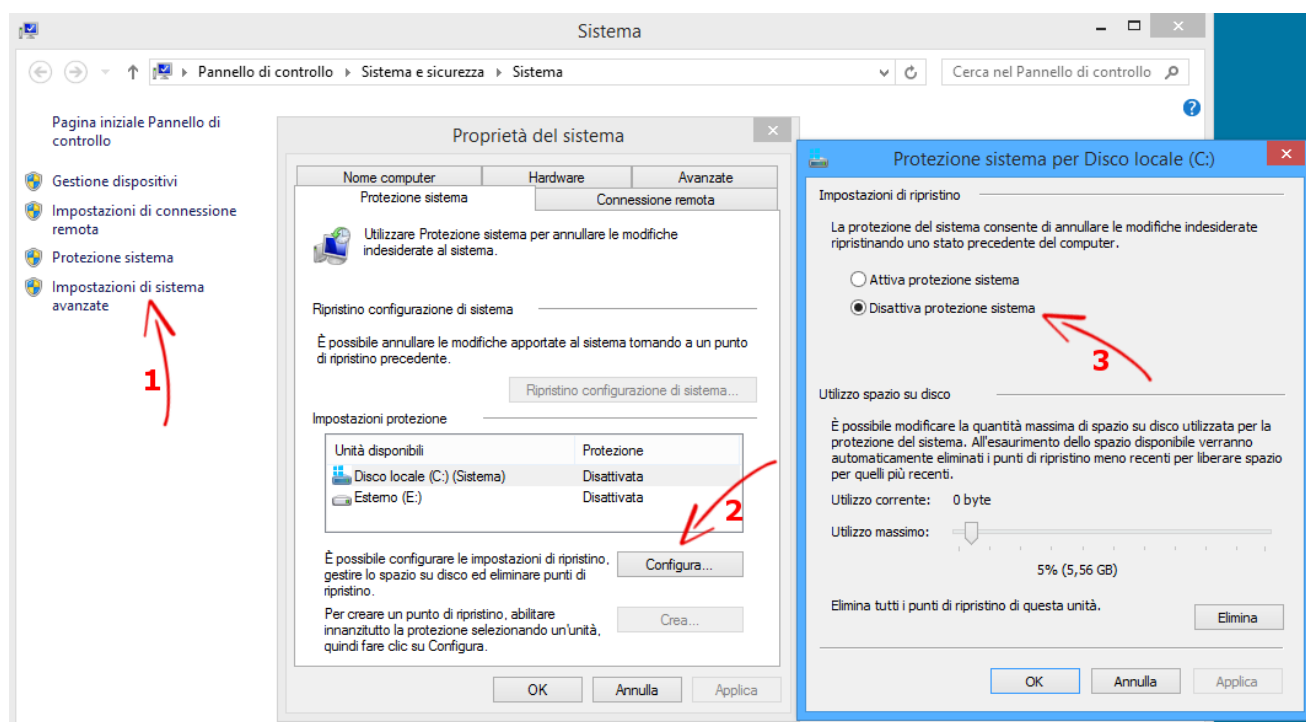 Sistema
Pannello di controllo Sistema e sicurezza Sistema
Cerca nel Pannello di controllo
Pagina iniziale Pannello di
controllo
Gestione dispositivi
Impostazioni di connessione
remota
Protezione sistema
Impostazioni di sistema
avanzate
1
Proprietà del sistema
Nome computer Hardware Avanzate
Protezione sistema Connessione remota
Utilizzare Protezione sistema per annullare le modifiche
indesiderate al sistema.
Ripristino configurazione di sistema
È possibile annullare le modifiche apportate al sistema tornando a un punto
di ripristino precedente.
Ripristino configurazione di sistema...
Impostazioni protezione
Unità disponibili Protezione
Disco locale (C:) (Sistema) Disattivata
Esterno (E:) Disattivata
2
È possibile configurare le impostazioni di ripristino,
gestire lo spazio su disco ed eliminare punti di
ripristino.
Configura...
Per creare un punto di ripristino, abilitare
innanzitutto la protezione selezionando un'unità,
quindi fare clic su Configura.
Crea...
OK Annulla Applica
Protezione sistema per Disco locale (C:)
Impostazioni di ripristino
La protezione del sistema consente di annullare le modifiche indesiderate
ripristinando uno stato precedente del computer.
Attiva protezione sistema
Disattiva protezione sistema
3
Utilizzo spazio su disco
È possibile modificare la quantità massima di spazio su disco utilizzata per la
protezione del sistema. All'esaurimento dello spazio disponibile verranno
automaticamente eliminati i punti di ripristino meno recenti per liberare spazio
per quelli più recenti.
Utilizzo corrente: 0 byte
Utilizzo massimo:
5% (5,56 GB)
Elimina tutti i punti di ripristino di questa unità.
Elimina
OK Annulla Applica